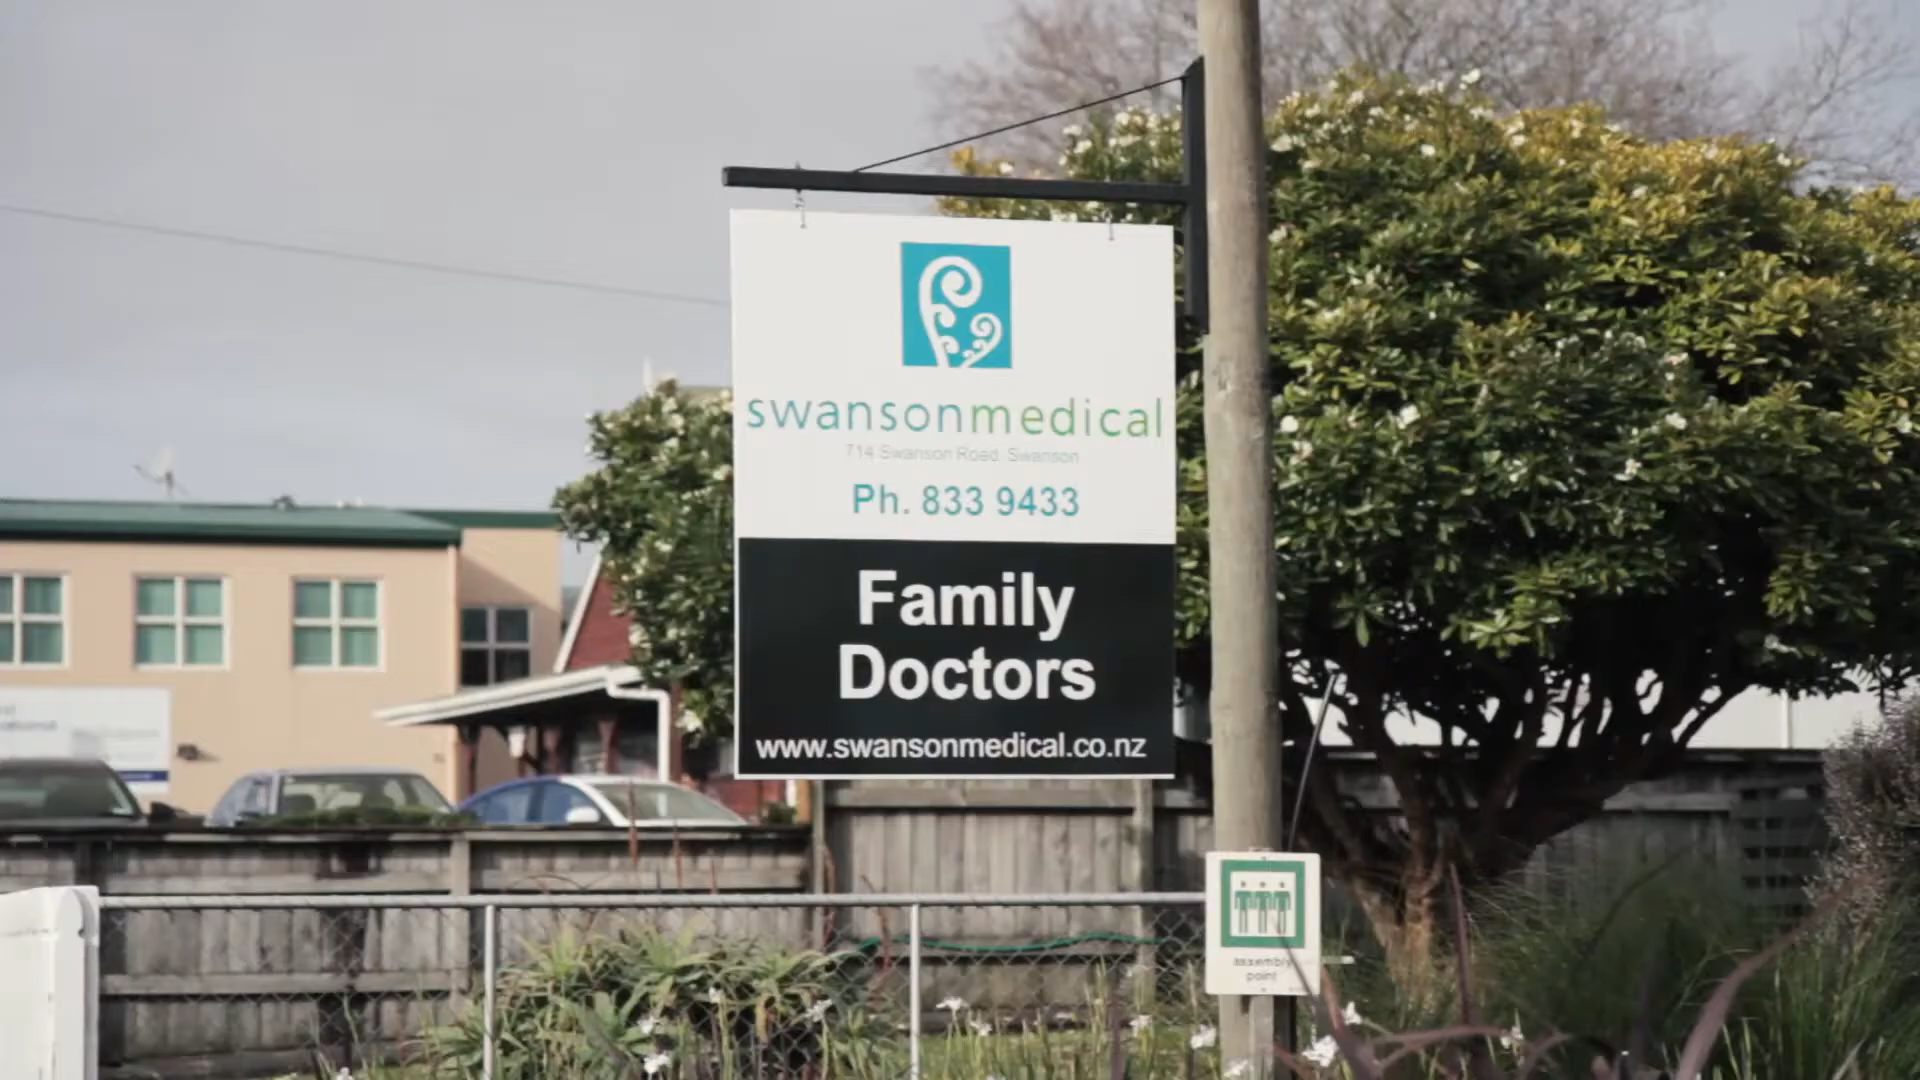 swansonmedical
714 Swanson Road, Swanson
Ph. 833 9433
Family
Doctors
www.swansonmedical.co.nz
assembly
point